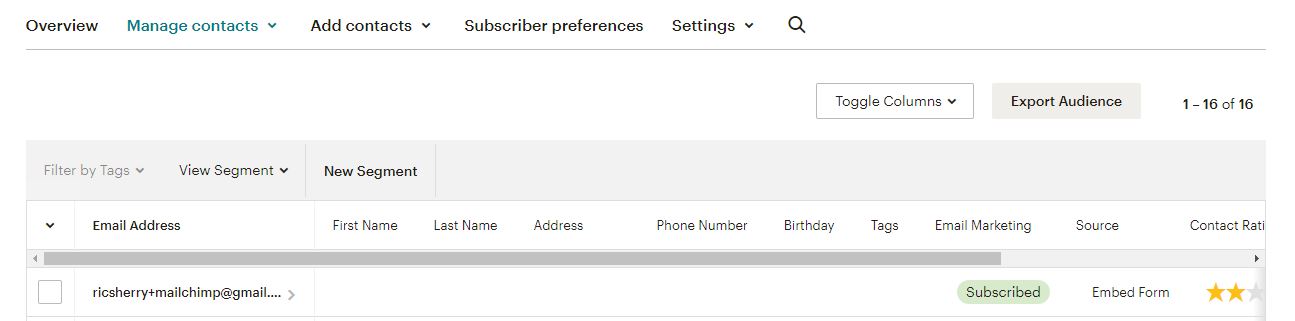 Overview Manage contacts Add contacts Subscriber preferences Settings
Toggle Columns Export Audience 1 – 16 of 16
Filter by Tags View Segment New Segment
Email Address First Name Last Name Address Phone Number Birthday Tags Email Marketing Source Contact Rati
ricsherry+mailchimp@gmail.... Subscribed Embed Form